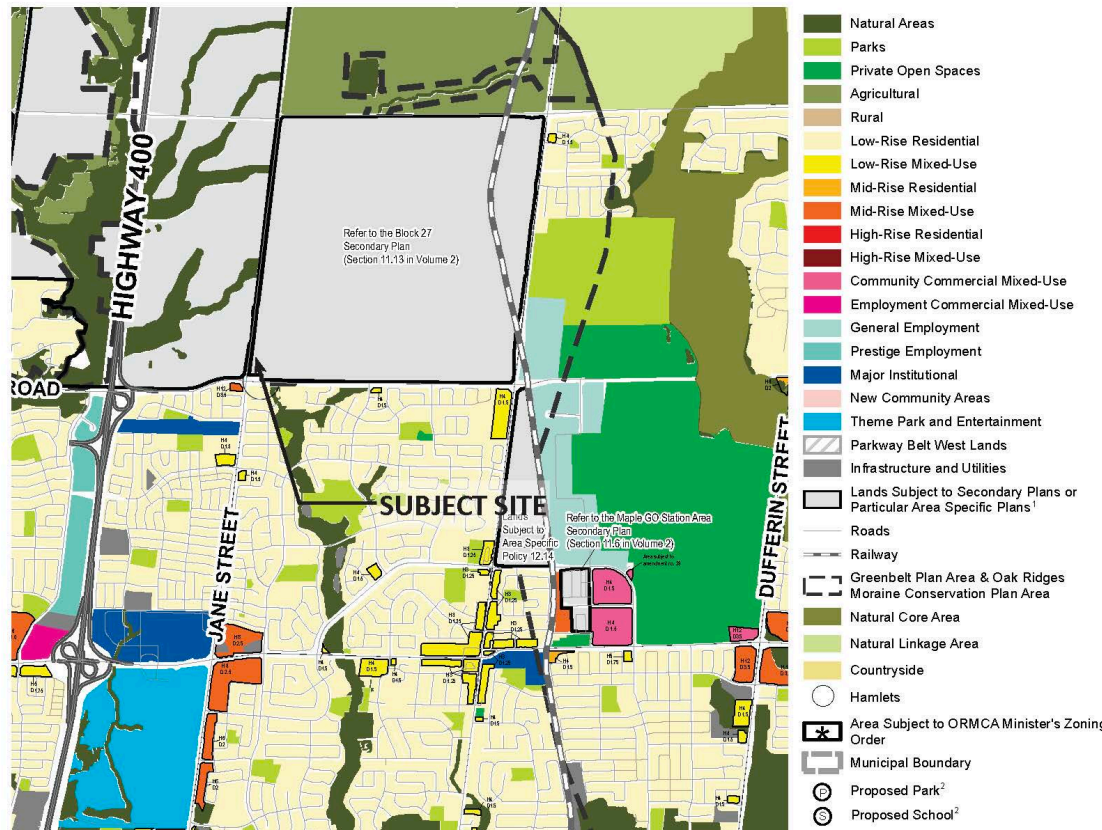 HIGHWAY 400
ROAD
JANE STREET
DUFFERIN STREET
Refer to the Block 27
Secondary Plan
(Section 11.13 in Volume 2)
SUBJECT SITE
Lands
Subject to
Area Specific
Policy 12.14
Refer to the Maple GO Station Area
Secondary Plan
(Section 11.6 in Volume 2)
Natural Areas
Parks
Private Open Spaces
Agricultural
Rural
Low-Rise Residential
Low-Rise Mixed-Use
Mid-Rise Residential
Mid-Rise Mixed-Use
High-Rise Residential
High-Rise Mixed-Use
Community Commercial Mixed-Use
Employment Commercial Mixed-Use
General Employment
Prestige Employment
Major Institutional
New Community Areas
Theme Park and Entertainment
Parkway Belt West Lands
Infrastructure and Utilities
Lands Subject to Secondary Plans or
Particular Area Specific Plans¹
Roads
Railway
Greenbelt Plan Area & Oak Ridges
Moraine Conservation Plan Area
Natural Core Area
Natural Linkage Area
Countryside
Hamlets
Area Subject to ORMCA Minister's Zoning
Order
Municipal Boundary
P Proposed Park²
S Proposed School²